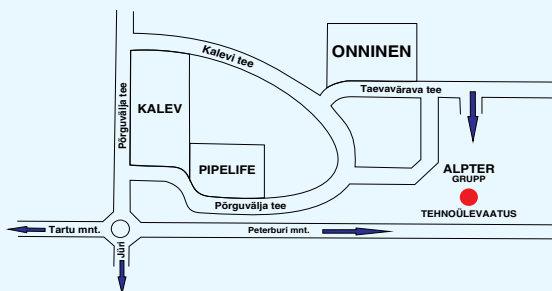 ONNINEN
Kalevi tee
Taevavärava tee
Põrguvälja tee
KALEV
PIPELIFE
ALPTER
GRUPP
TEHNOÜLEVAATUS
Põrguvälja tee
Tartu mnt.
Peterburi mnt.
Jüri